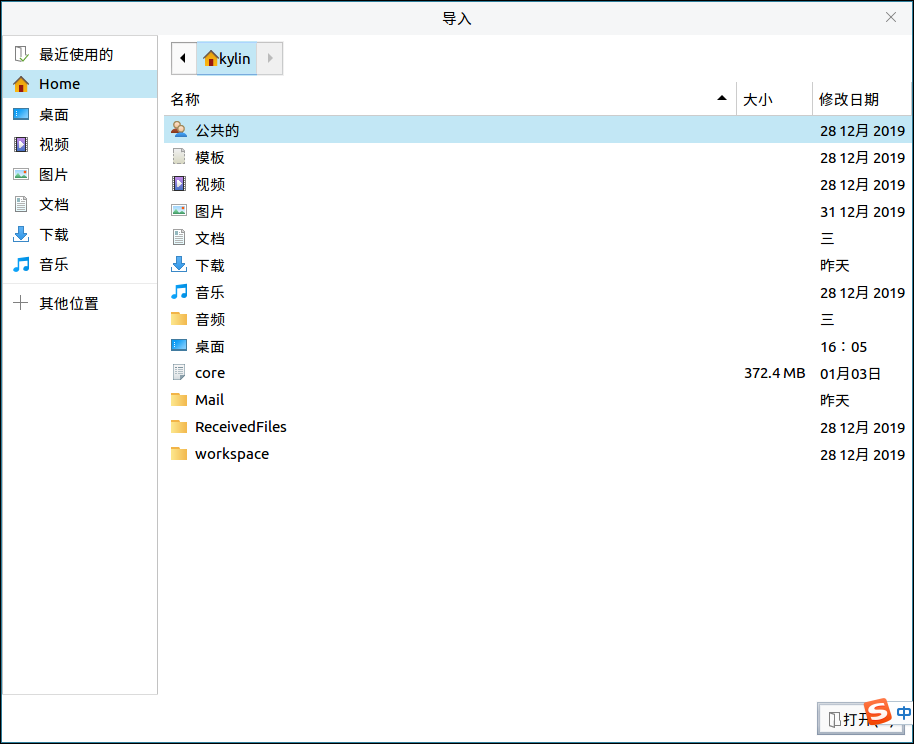 导入
最近使用的
Home
桌面
视频
图片
文档
下载
音乐
其他位置
kylin
名称 大小 修改日期
公共的 28 12月 2019
模板 28 12月 2019
视频 28 12月 2019
图片 31 12月 2019
文档 三
下载 昨天
音乐 28 12月 2019
音频 三
桌面 16：05
core 372.4 MB 01月03日
Mail 昨天
ReceivedFiles 28 12月 2019
workspace 28 12月 2019
打开
S 中